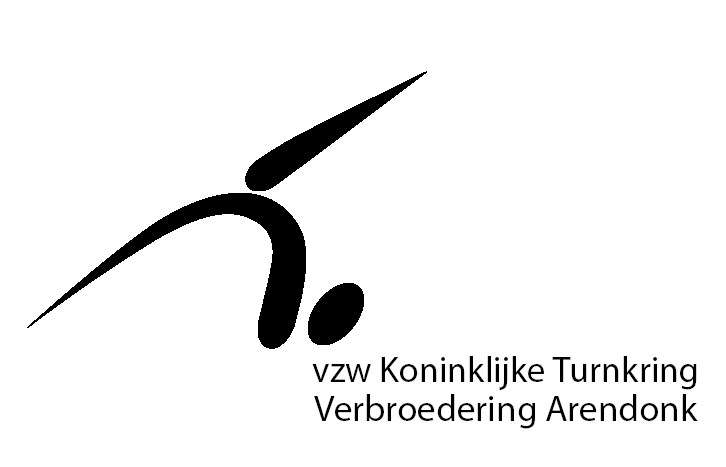 vzw Koninklijke Turnkring
Verbroedering Arendonk